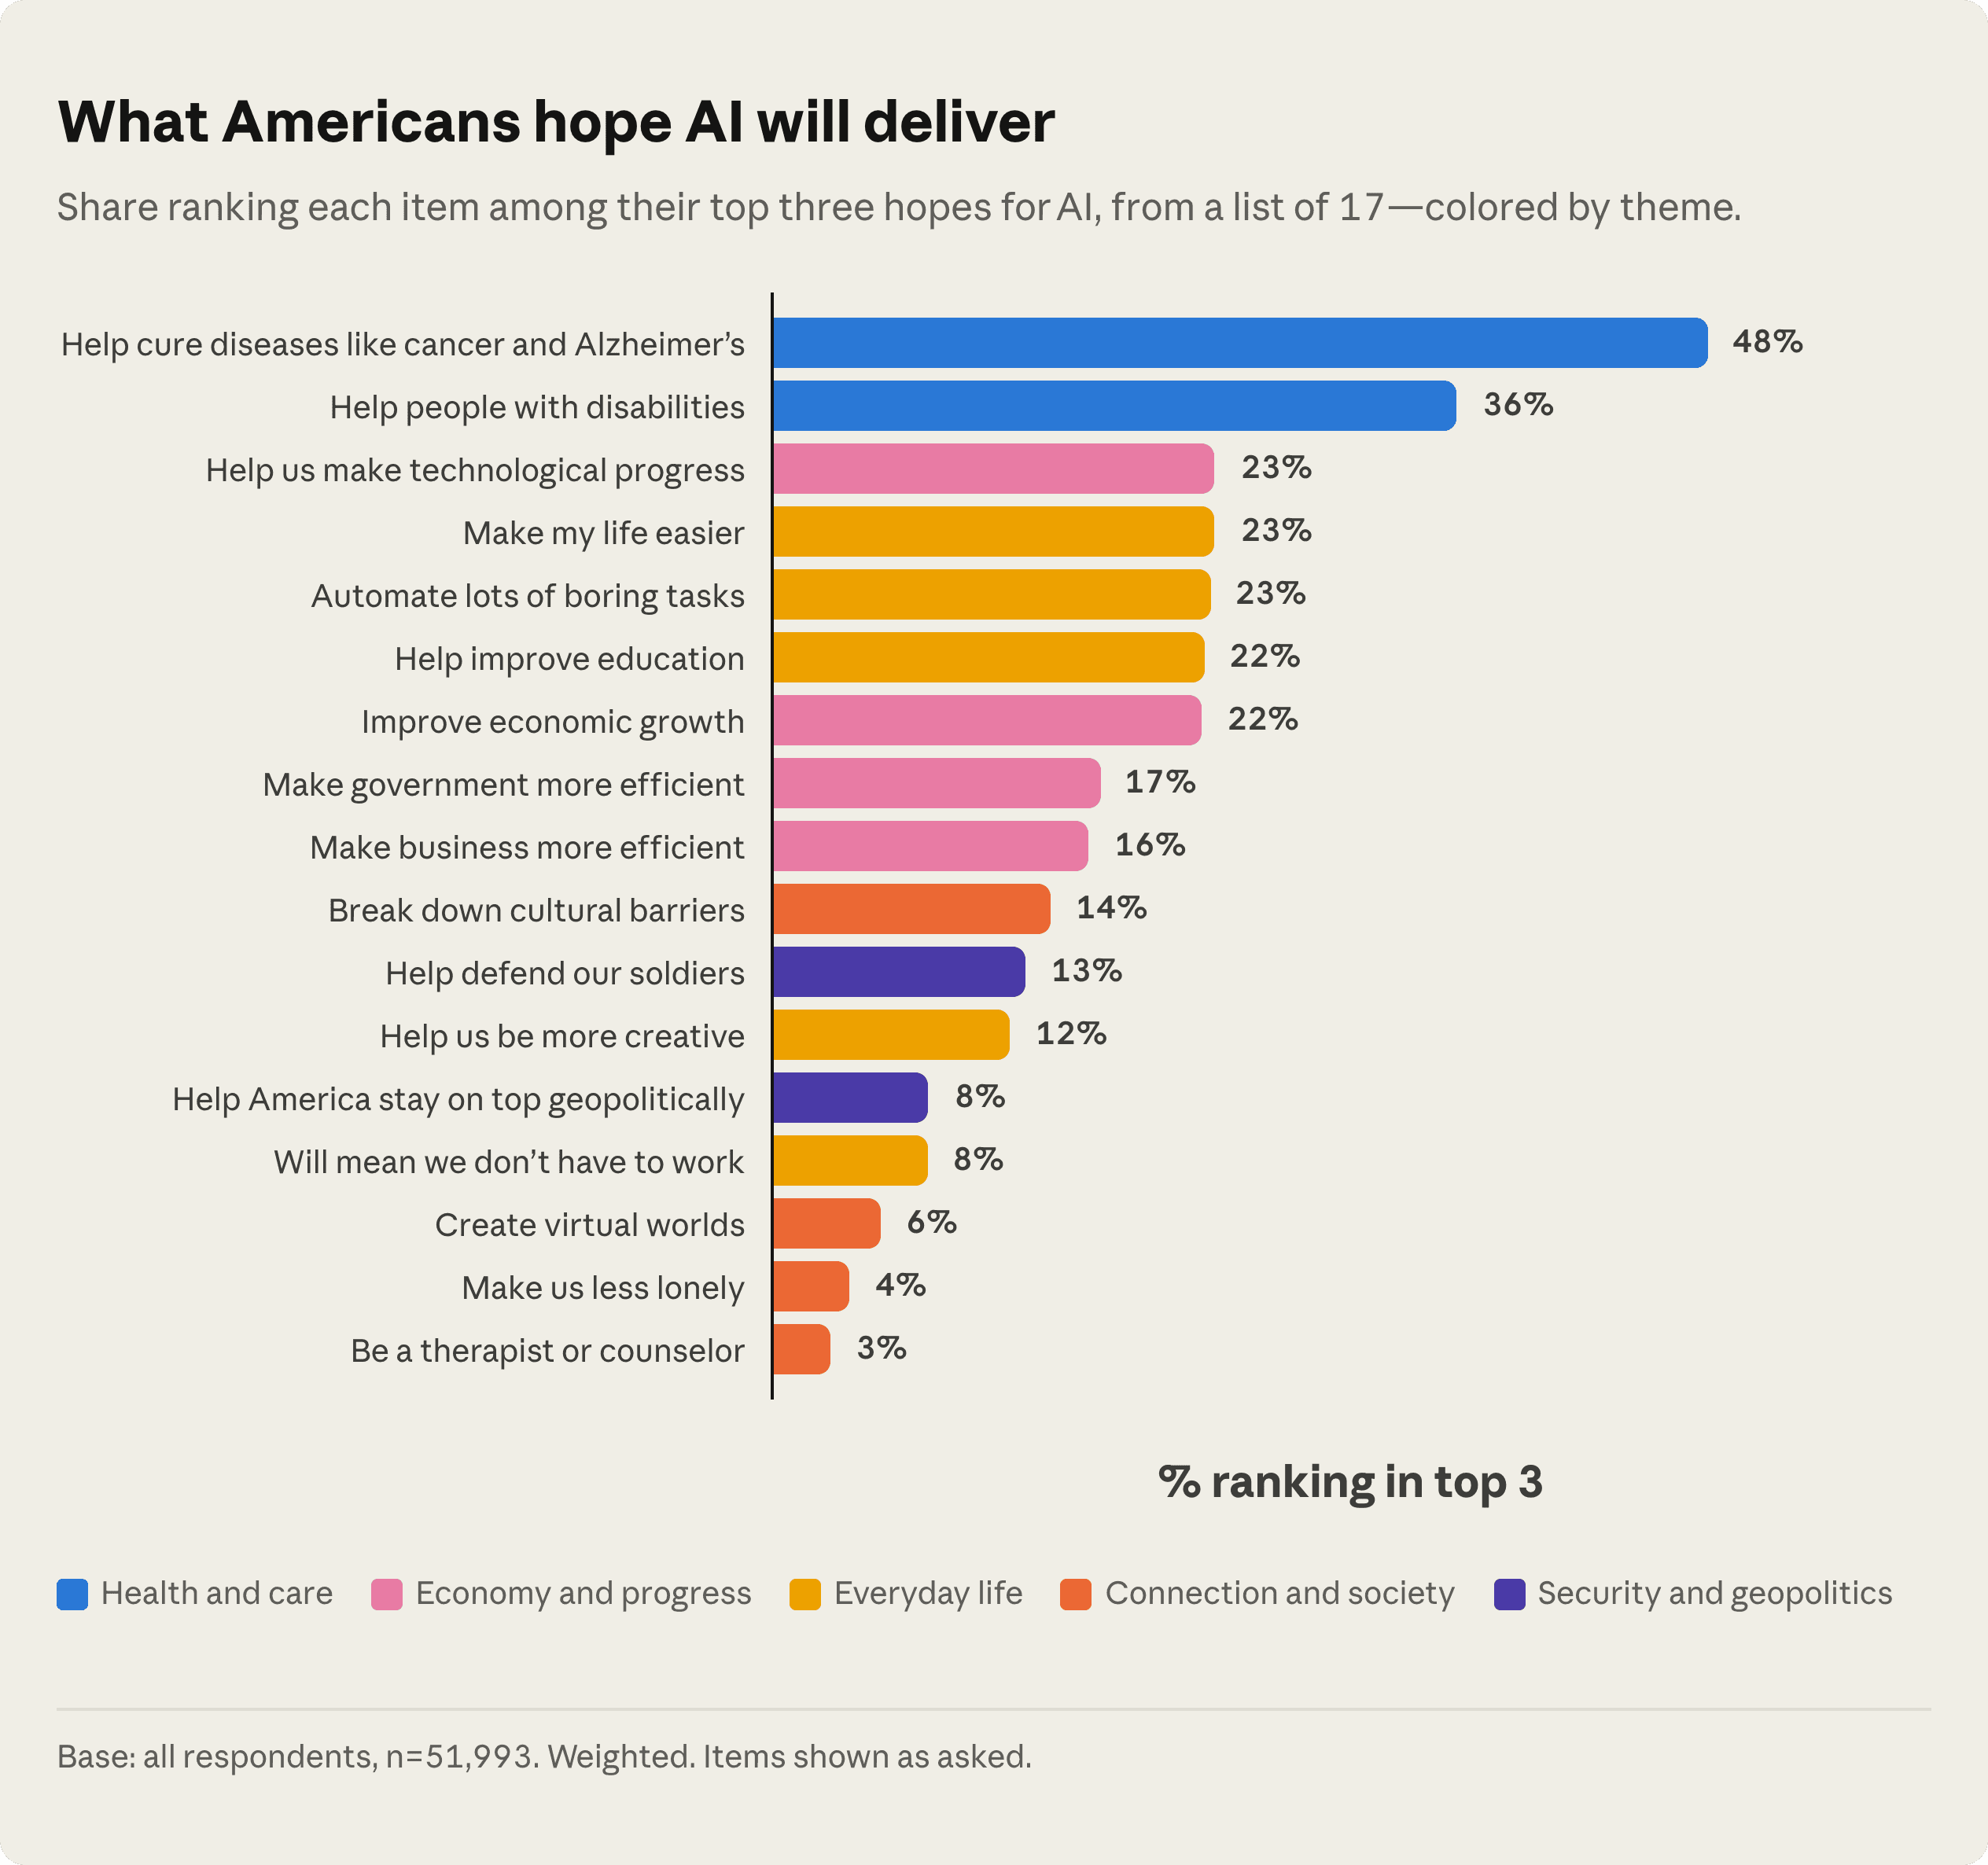 What Americans hope AI will deliver
Share ranking each item among their top three hopes for AI, from a list of 17—colored by theme.
Help cure diseases like cancer and Alzheimer’s 48%
Help people with disabilities 36%
Help us make technological progress 23%
Make my life easier 23%
Automate lots of boring tasks 23%
Help improve education 22%
Improve economic growth 22%
Make government more efficient 17%
Make business more efficient 16%
Break down cultural barriers 14%
Help defend our soldiers 13%
Help us be more creative 12%
Help America stay on top geopolitically 8%
Will mean we don’t have to work 8%
Create virtual worlds 6%
Make us less lonely 4%
Be a therapist or counselor 3%
% ranking in top 3
Health and care Economy and progress Everyday life Connection and society Security and geopolitics
Base: all respondents, n=51,993. Weighted. Items shown as asked.